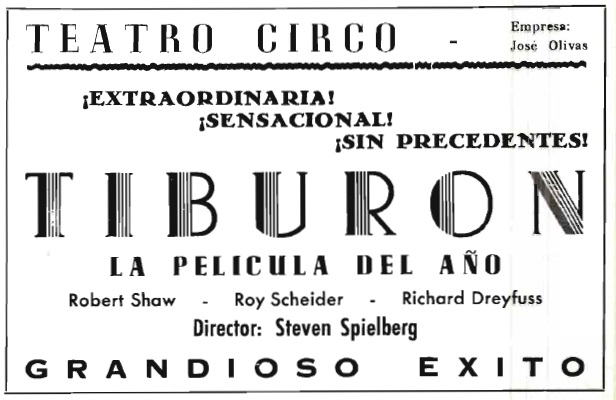 TEATRO CIRCO -
Empresa:
José Olivas
¡EXTRAORDINARIA!
¡SENSACIONAL!
¡SIN PRECEDENTES!
TIBURON
LA PELICULA DEL AÑO
Robert Shaw - Roy Scheider - Richard Dreyfuss
Director: Steven Spielberg
GRANDIOSO EXITO